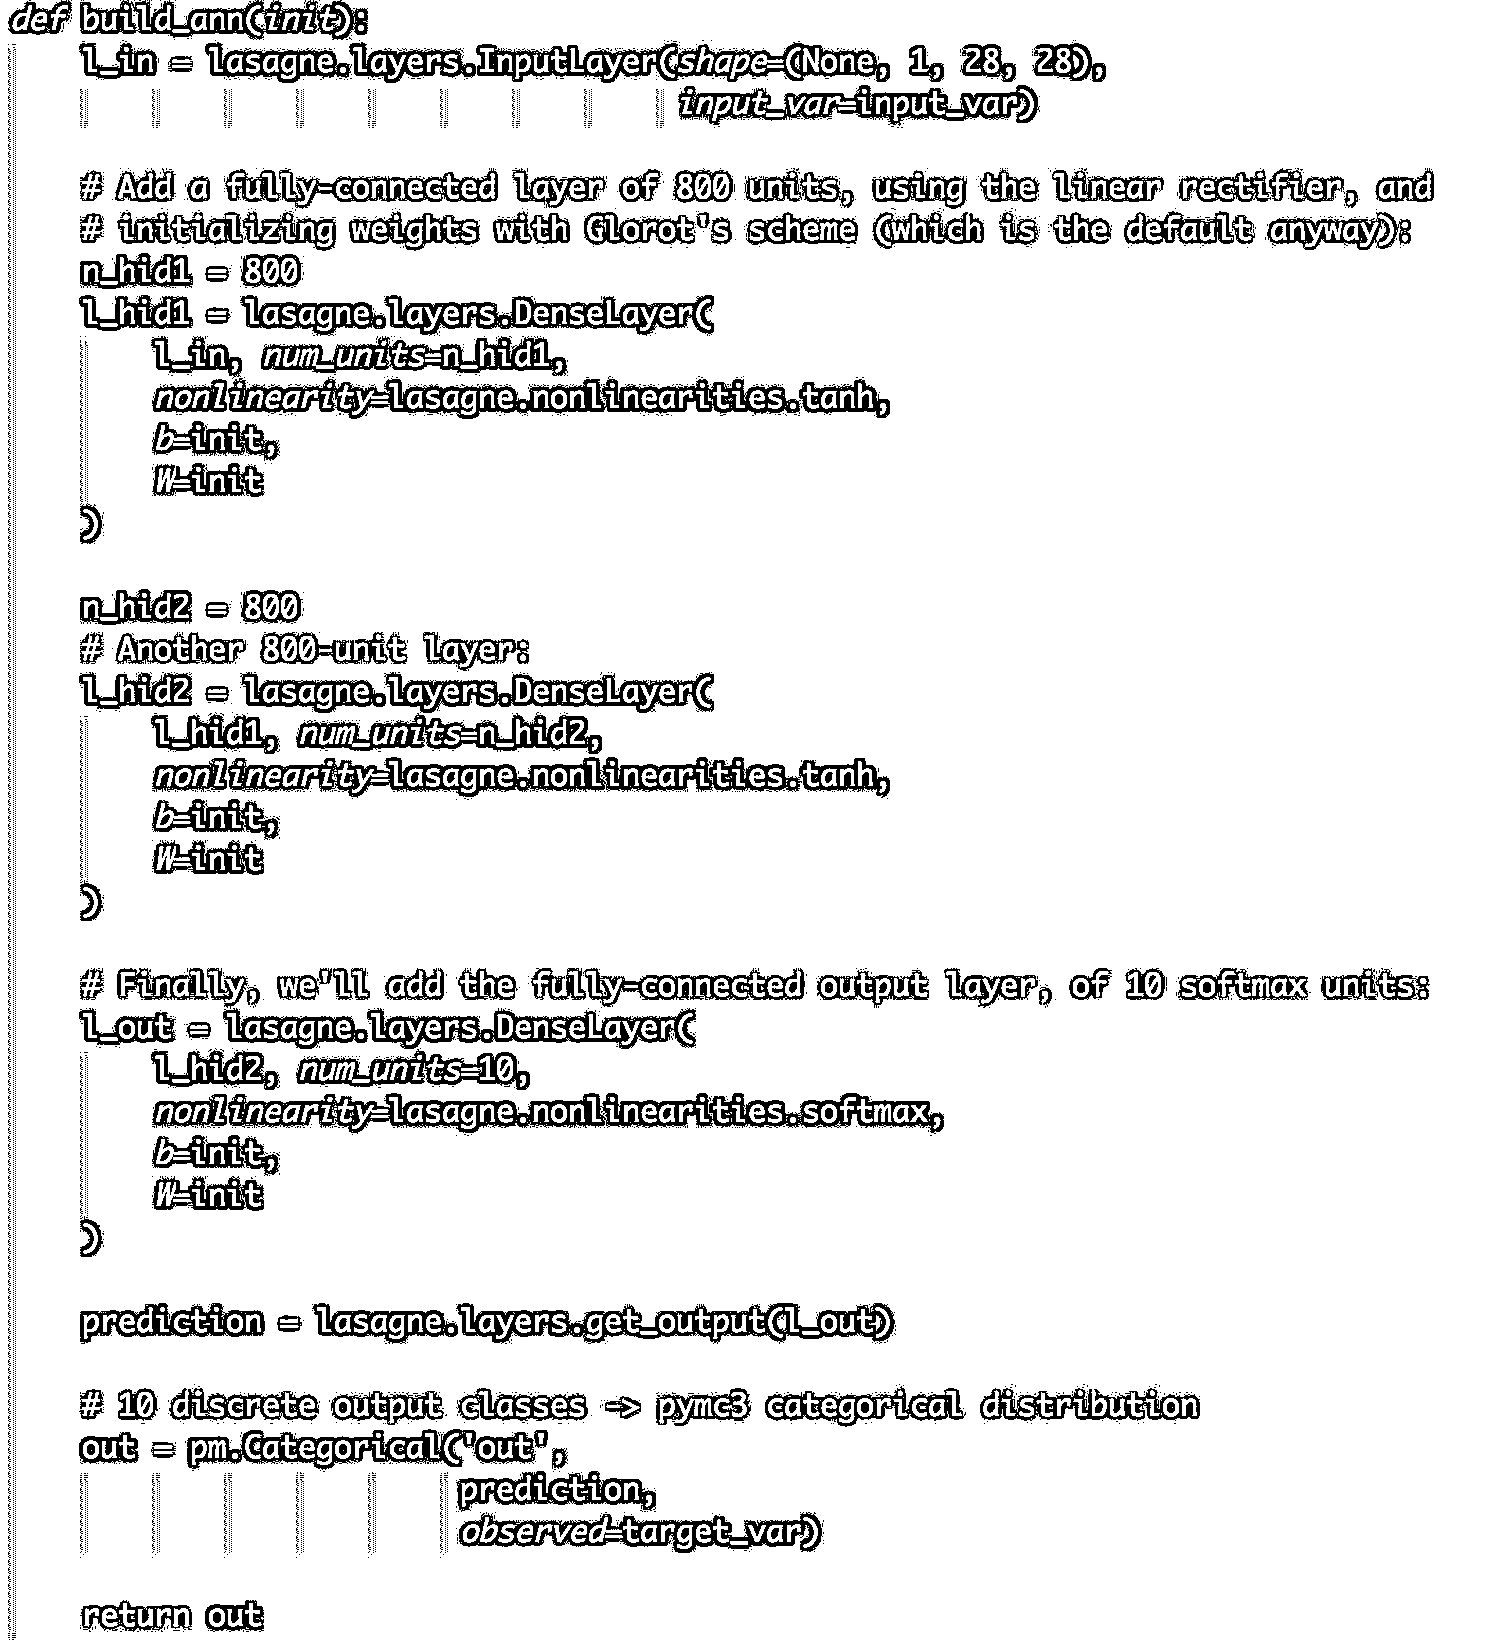 def build_ann(init):
    l_in = lasagne.layers.InputLayer(shape=(None, 1, 28, 28),
                                     input_var=input_var)

    # Add a fully-connected layer of 800 units, using the linear rectifier, and
    # initializing weights with Glorot's scheme (which is the default anyway):
    n_hid1 = 800
    l_hid1 = lasagne.layers.DenseLayer(
        l_in, num_units=n_hid1,
        nonlinearity=lasagne.nonlinearities.tanh,
        b=init,
        W=init
    )

    n_hid2 = 800
    # Another 800-unit layer:
    l_hid2 = lasagne.layers.DenseLayer(
        l_hid1, num_units=n_hid2,
        nonlinearity=lasagne.nonlinearities.tanh,
        b=init,
        W=init
    )

    # Finally, we'll add the fully-connected output layer, of 10 softmax units:
    l_out = lasagne.layers.DenseLayer(
        l_hid2, num_units=10,
        nonlinearity=lasagne.nonlinearities.softmax,
        b=init,
        W=init
    )

    prediction = lasagne.layers.get_output(l_out)

    # 10 discrete output classes -> pymc3 categorical distribution
    out = pm.Categorical('out',
                         prediction,
                         observed=target_var)

    return out